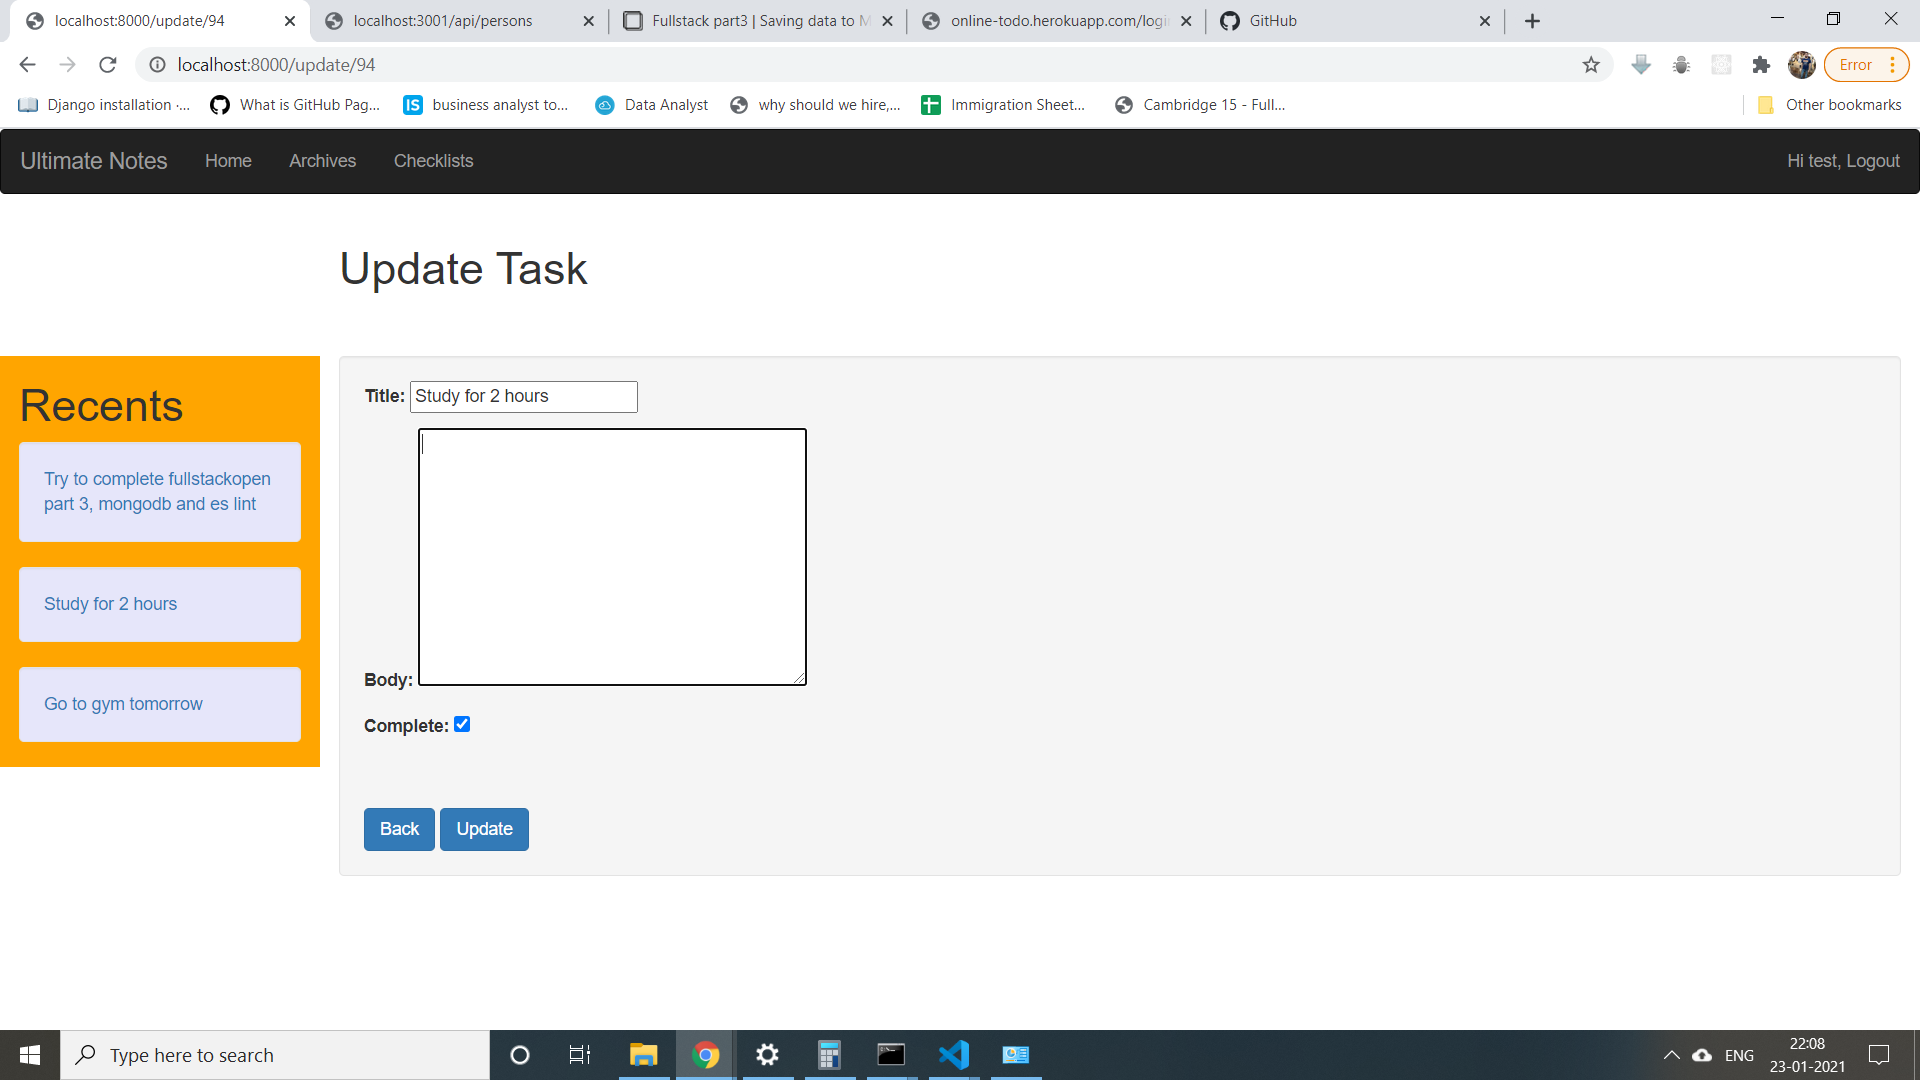 localhost:8000/update/94
localhost:3001/api/persons
Fullstack part3 | Saving data to M
online-todo.herokuapp.com/logi
GitHub
localhost:8000/update/94
Error
Django installation ·...
What is GitHub Pag...
IS
business analyst to...
Data Analyst
why should we hire,...
Immigration Sheet...
Cambridge 15 - Full...
Other bookmarks
Ultimate Notes
Home
Archives
Checklists
Hi test, Logout
Update Task
Recents
Try to complete fullstackopen
part 3, mongodb and es lint
Study for 2 hours
Go to gym tomorrow
Title: Study for 2 hours
Body:
Complete:
Back
Update
Type here to search
ENG
22:08
23-01-2021